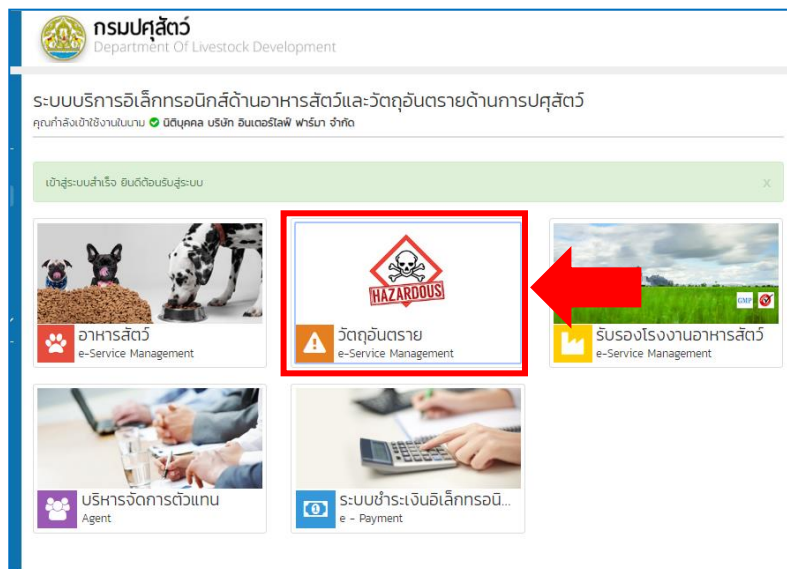 กรมปศุสัตว์
Department Of Livestock Development
ระบบบริการอิเล็กทรอนิกส์ด้านอาหารสัตว์และวัตถุอันตรายด้านการปศุสัตว์
คุณกำลังเข้าใช้งานในนาม นิติบุคคล บริษัท อินเตอร์ไลฟ์ ฟาร์มา จำกัด
เข้าสู่ระบบสำเร็จ ยินดีต้อนรับสู่ระบบ x
HAZARDOUS
GMP
อาหารสัตว์
e-Service Management
วัตถุอันตราย
e-Service Management
รับรองโรงงานอาหารสัตว์
e-Service Management
บริหารจัดการตัวแทน
Agent
ระบบชำระเงินอิเล็กทรอนิ...
e - Payment